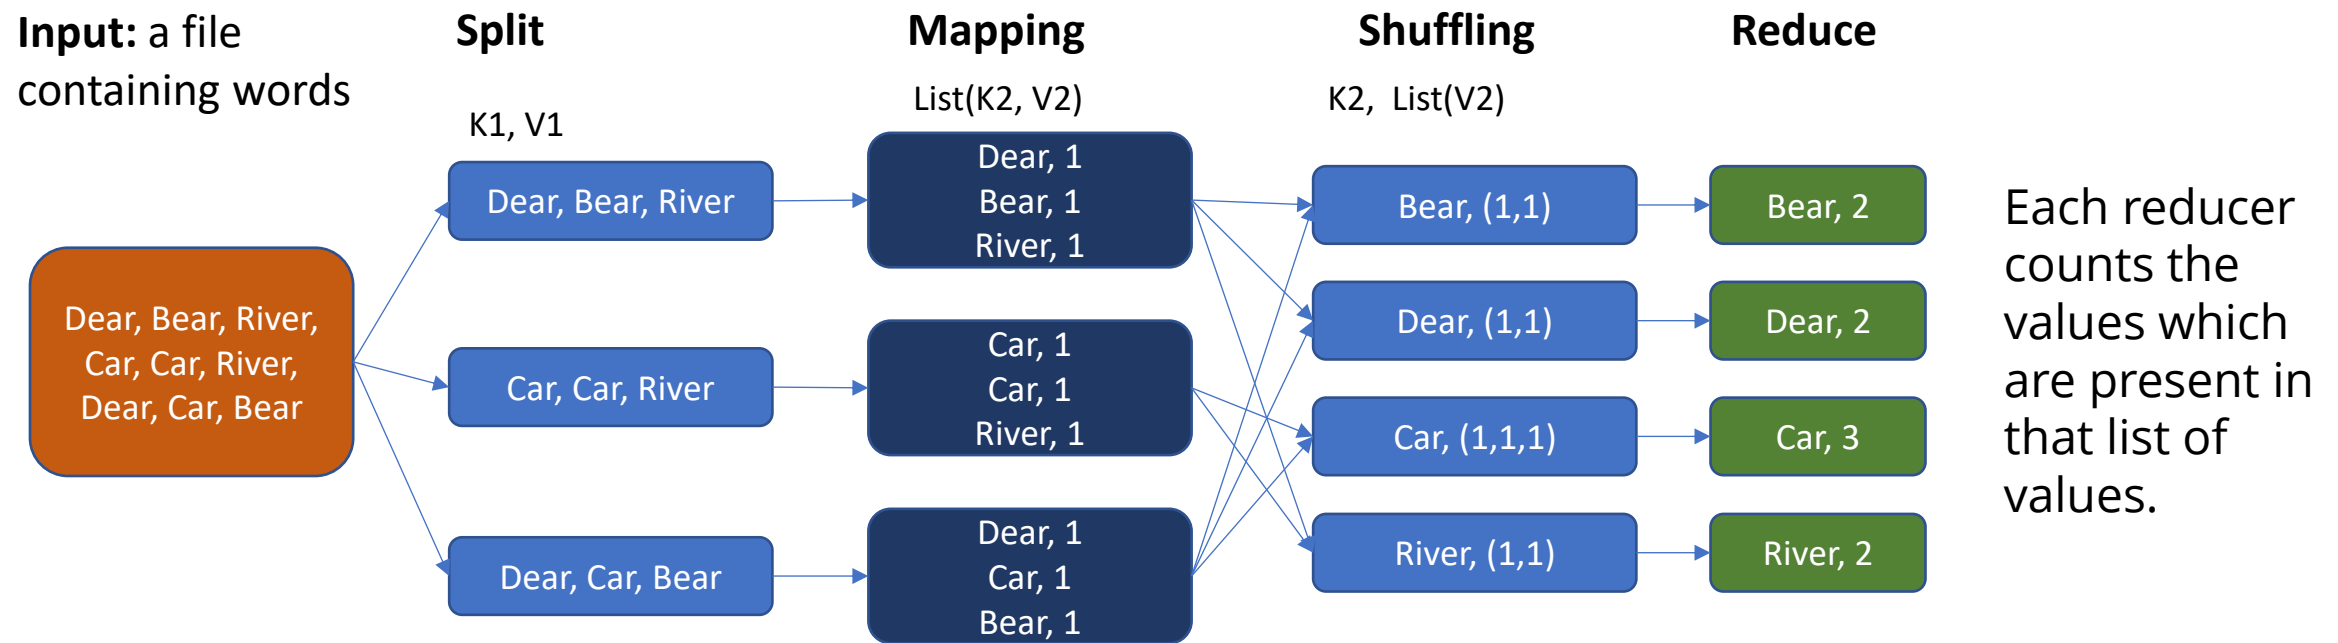 Input: a file
containing words
Split
K1, V1
Mapping
List(K2, V2)
Shuffling
K2, List(V2)
Reduce
Dear, Bear, River,
Car, Car, River,
Dear, Car, Bear
Dear, Bear, River
Car, Car, River
Dear, Car, Bear
Dear, 1
Bear, 1
River, 1
Car, 1
Car, 1
River, 1
Dear, 1
Car, 1
Bear, 1
Bear, (1,1)
Dear, (1,1)
Car, (1,1,1)
River, (1,1)
Bear, 2
Dear, 2
Car, 3
River, 2
Each reducer
counts the
values which
are present in
that list of
values.